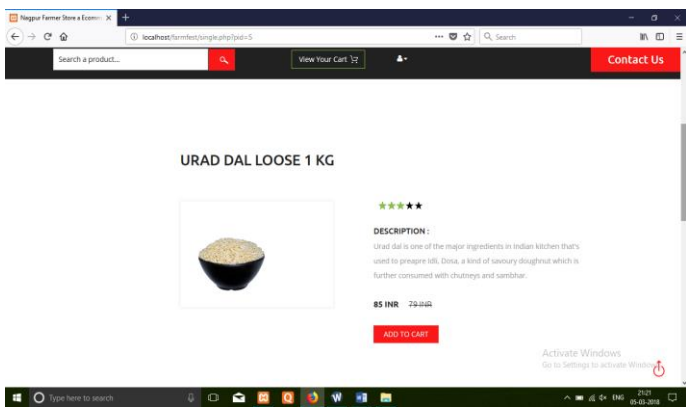 Nagpur Farmer Store a Ecomm
localhost/farmfest/single.php?pid=5
Search
Search a product...
View Your Cart
Contact Us
URAD DAL LOOSE 1 KG
DESCRIPTION :
Urad dal is one of the major ingredients in Indian kitchen that's
used to preapre idli, Dosa, a kind of savoury doughnut which is
further consumed with chutneys and sambhar.
85 INR 79 INR
ADD TO CART
Activate Windows
Go to Settings to activate Windows
Type here to search
ENG
21:21
05-03-2018